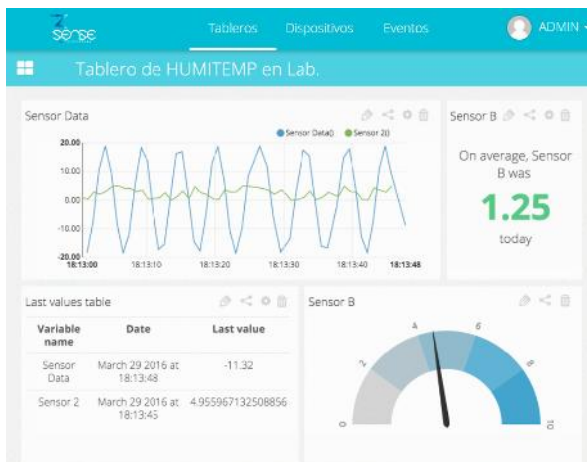 sense
Tableros Dispositivos Eventos ADMIN
Tablero de HUMITEMP en Lab.
Sensor Data
Sensor Data() Sensor 2()
20.00
10.00
0.00
-10.00
-20.00
18:13:00 18:13:10 18:13:20 18:13:30 18:13:40 18:13:48
Sensor B
On average, Sensor
B was
1.25
today
Last values table
Variable name Date Last value
Sensor Data March 29 2016 at 18:13:48 -11.32
Sensor 2 March 29 2016 at 18:13:45 4.955967132508856
Sensor B
0 2 4 6 8 10